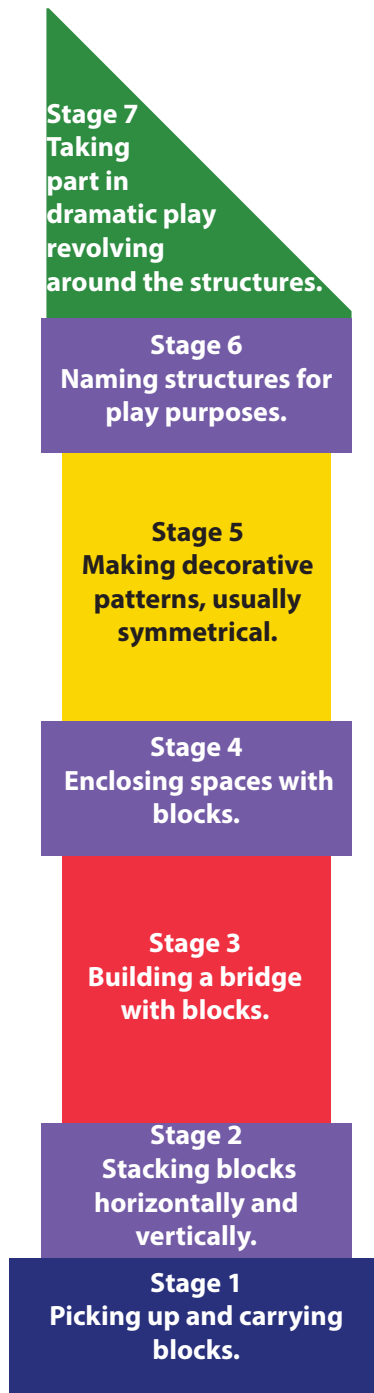 Stage 7
Taking
part in
dramatic play
revolving
around the structures.
Stage 6
Naming structures for
play purposes.
Stage 5
Making decorative
patterns, usually
symmetrical.
Stage 4
Enclosing spaces with
blocks.
Stage 3
Building a bridge
with blocks.
Stage 2
Stacking blocks
horizontally and
vertically.
Stage 1
Picking up and carrying
blocks.